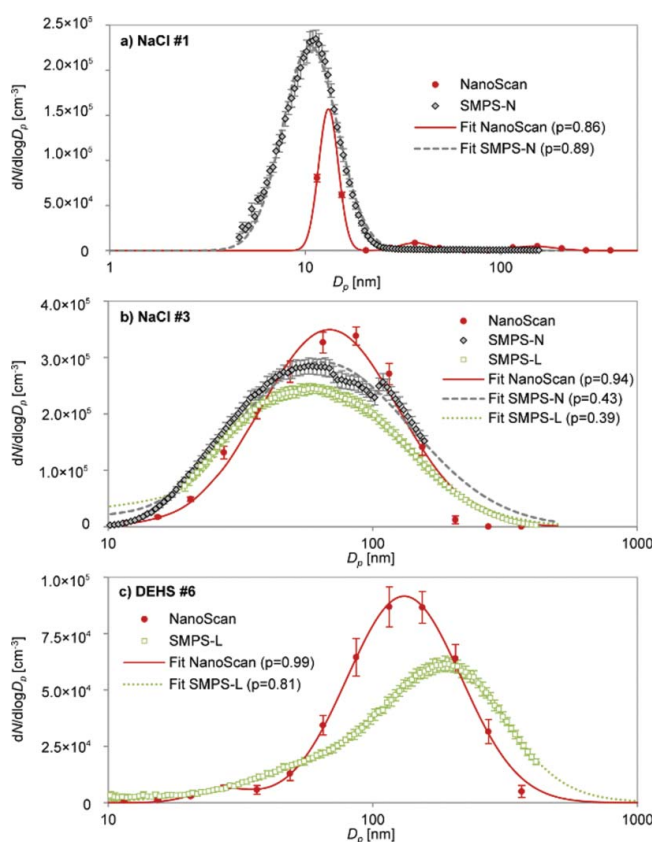 2.5×10⁵
a) NaCl #1
2.0×10⁵
1.5×10⁵
1.0×10⁵
5.0×10⁴
0
dN/dlogDₚ [cm⁻³]
NanoScan
SMPS-N
Fit NanoScan (p=0.86)
Fit SMPS-N (p=0.89)
1 10 100
Dₚ [nm]
4.0×10⁵
b) NaCl #3
3.0×10⁵
2.0×10⁵
1.0×10⁵
0
dN/dlogDₚ [cm⁻³]
NanoScan
SMPS-N
SMPS-L
Fit NanoScan (p=0.94)
Fit SMPS-N (p=0.43)
Fit SMPS-L (p=0.39)
10 100 1000
Dₚ [nm]
1.0×10⁵
c) DEHS #6
7.5×10⁴
5.0×10⁴
2.5×10⁴
0
dN/dlogDₚ [cm⁻³]
NanoScan
SMPS-L
Fit NanoScan (p=0.99)
Fit SMPS-L (p=0.81)
10 100 1000
Dₚ [nm]